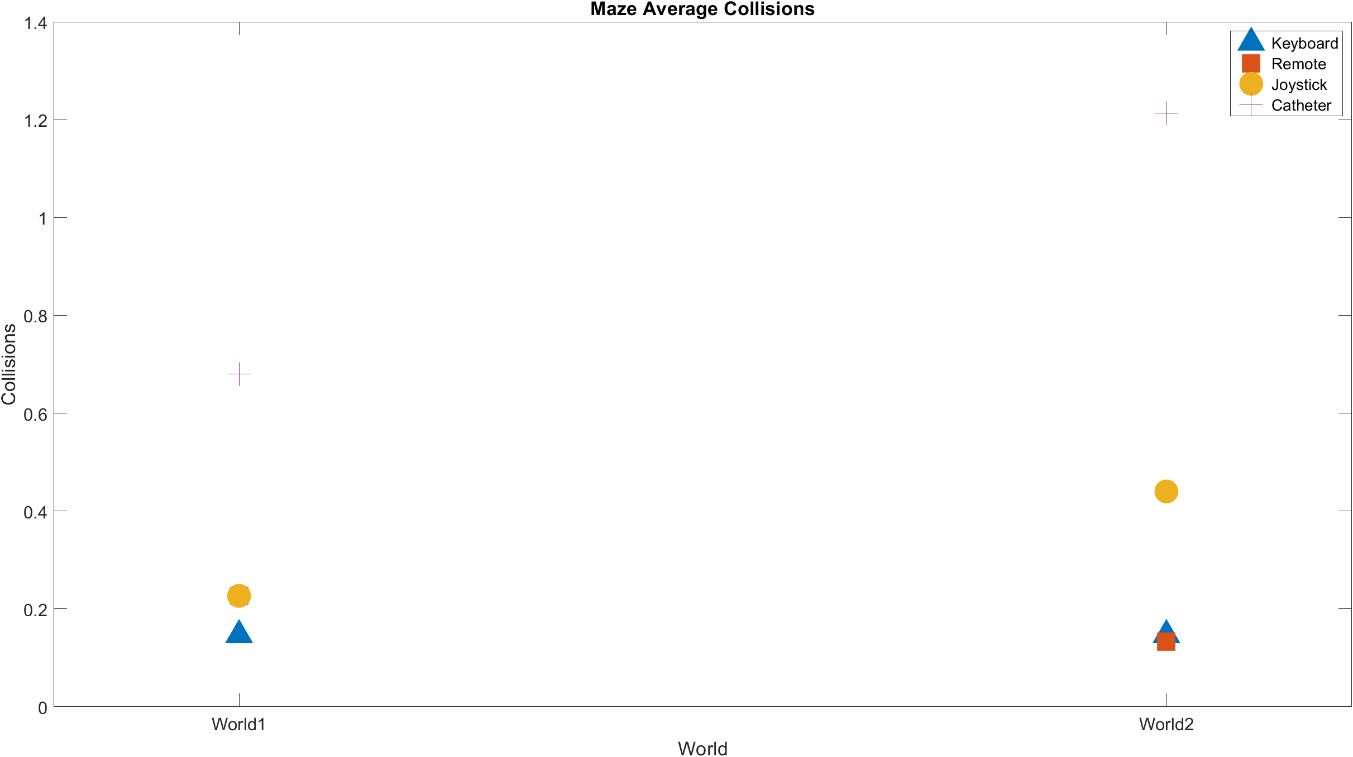 Maze Average Collisions
1.4
1.2
1
0.8
0.6
0.4
0.2
0
Collisions
Keyboard
Remote
Joystick
Catheter
World1
World2
World